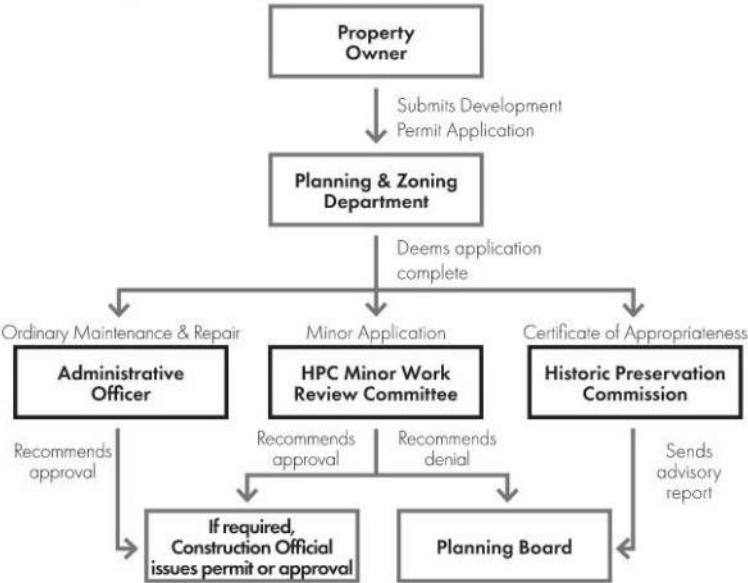 Property
Owner
Submits Development
Permit Application
Planning & Zoning
Department
Deems application
complete
Ordinary Maintenance & Repair
Administrative
Officer
Minor Application
HPC Minor Work
Review Committee
Certificate of Appropriateness
Historic Preservation
Commission
Recommends
approval
Recommends
approval
Recommends
denial
Sends
advisory
report
If required,
Construction Official
issues permit or approval
Planning Board